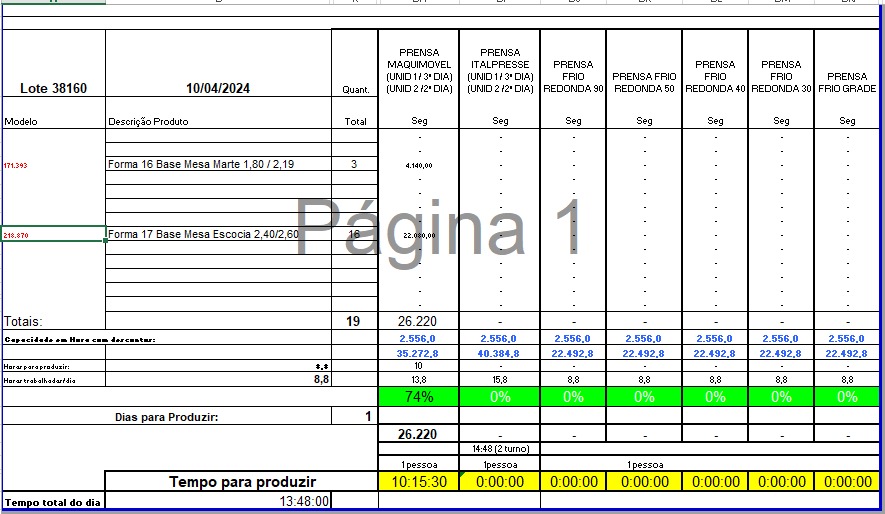 PRENSA MAQUIMOVEL (UNID 1 / 3ª DIA) (UNID 2 /2ª DIA)
PRENSA ITALPRESSE (UNID 1 / 3ª DIA) (UNID 2 /2ª DIA)
PRENSA FRIO REDONDA 90
PRENSA FRIO REDONDA 50
PRENSA FRIO REDONDA 40
PRENSA FRIO REDONDA 30
PRENSA FRIO GRADE
Lote 38160 10/04/2024 Quant.
Modelo Descrição Produto Total Seg Seg Seg Seg Seg Seg Seg
- - - - - - -
- - - - - - -
171.393 Forma 16 Base Mesa Marte 1,80 / 2,19 3 4.140,00 - - - - - -
- - - - - - -
- - - - - - -
- - - - - - -
Página 1
- - - - - - -
218.870 Forma 17 Base Mesa Escocia 2,40/2,60 16 22.080,00 - - - - - -
- - - - - - -
- - - - - - -
- - - - - - -
- - - - - - -
- - - - - - -
Totais: 19 26.220 - - - - - -
Capacidade em Hora com descontar: 2.556,0 2.556,0 2.556,0 2.556,0 2.556,0 2.556,0 2.556,0
35.272,8 40.384,8 22.492,8 22.492,8 22.492,8 22.492,8 22.492,8
Horas para produzir: 8,8 10 - - - - - -
Horas trabalhadas/dia 8,8 13,8 15,8 8,8 8,8 8,8 8,8 8,8
74% 0% 0% 0% 0% 0% 0%
Dias para Produzir: 1
26.220 - - - - - -
14:48 (2 turno)
1 pessoa 1 pessoa 1 pessoa
Tempo para produzir 10:15:30 0:00:00 0:00:00 0:00:00 0:00:00 0:00:00 0:00:00
Tempo total do dia 13:48:00